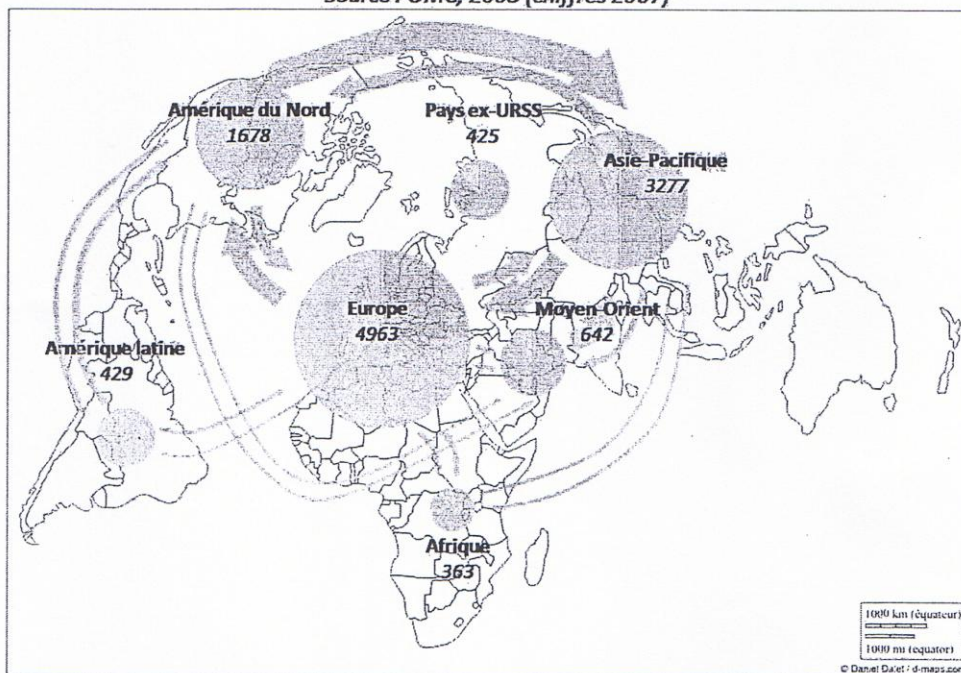 Amérique du Nord
1678
Pays ex-URSS
425
Asie-Pacifique
3277
Europe
4963
Moyen Orient
642
Amérique latine
429
Afrique
363
1000 km (équateur)
1000 mi (equator)
© Daniel Dalet / d-maps.com